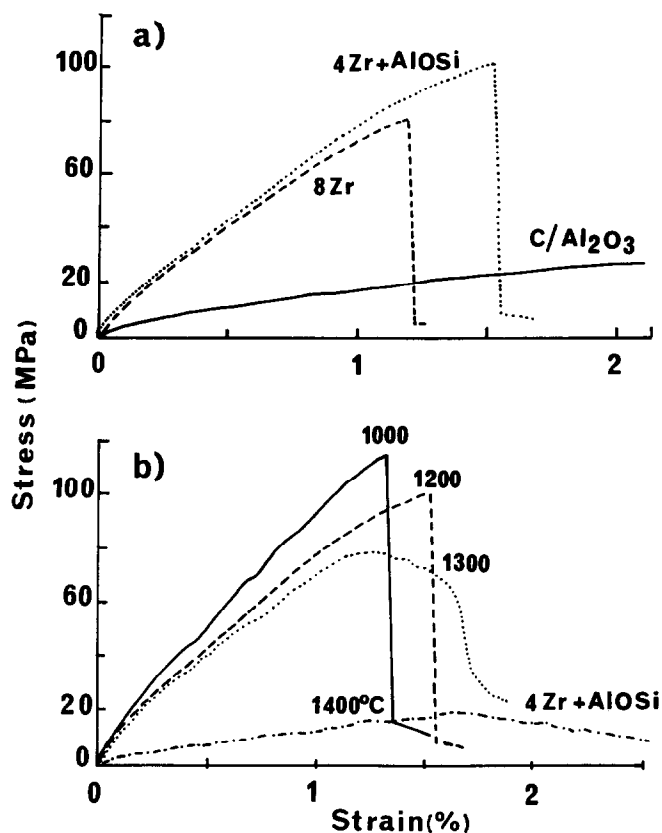 a)
100
4Zr+AlOSi
60
8Zr
C/Al₂O₃
20
0
0
1
2
Stress (MPa)
b)
1000
100
1200
1300
60
20
1400°C
4Zr+AlOSi
0
0
1
2
Strain(%)